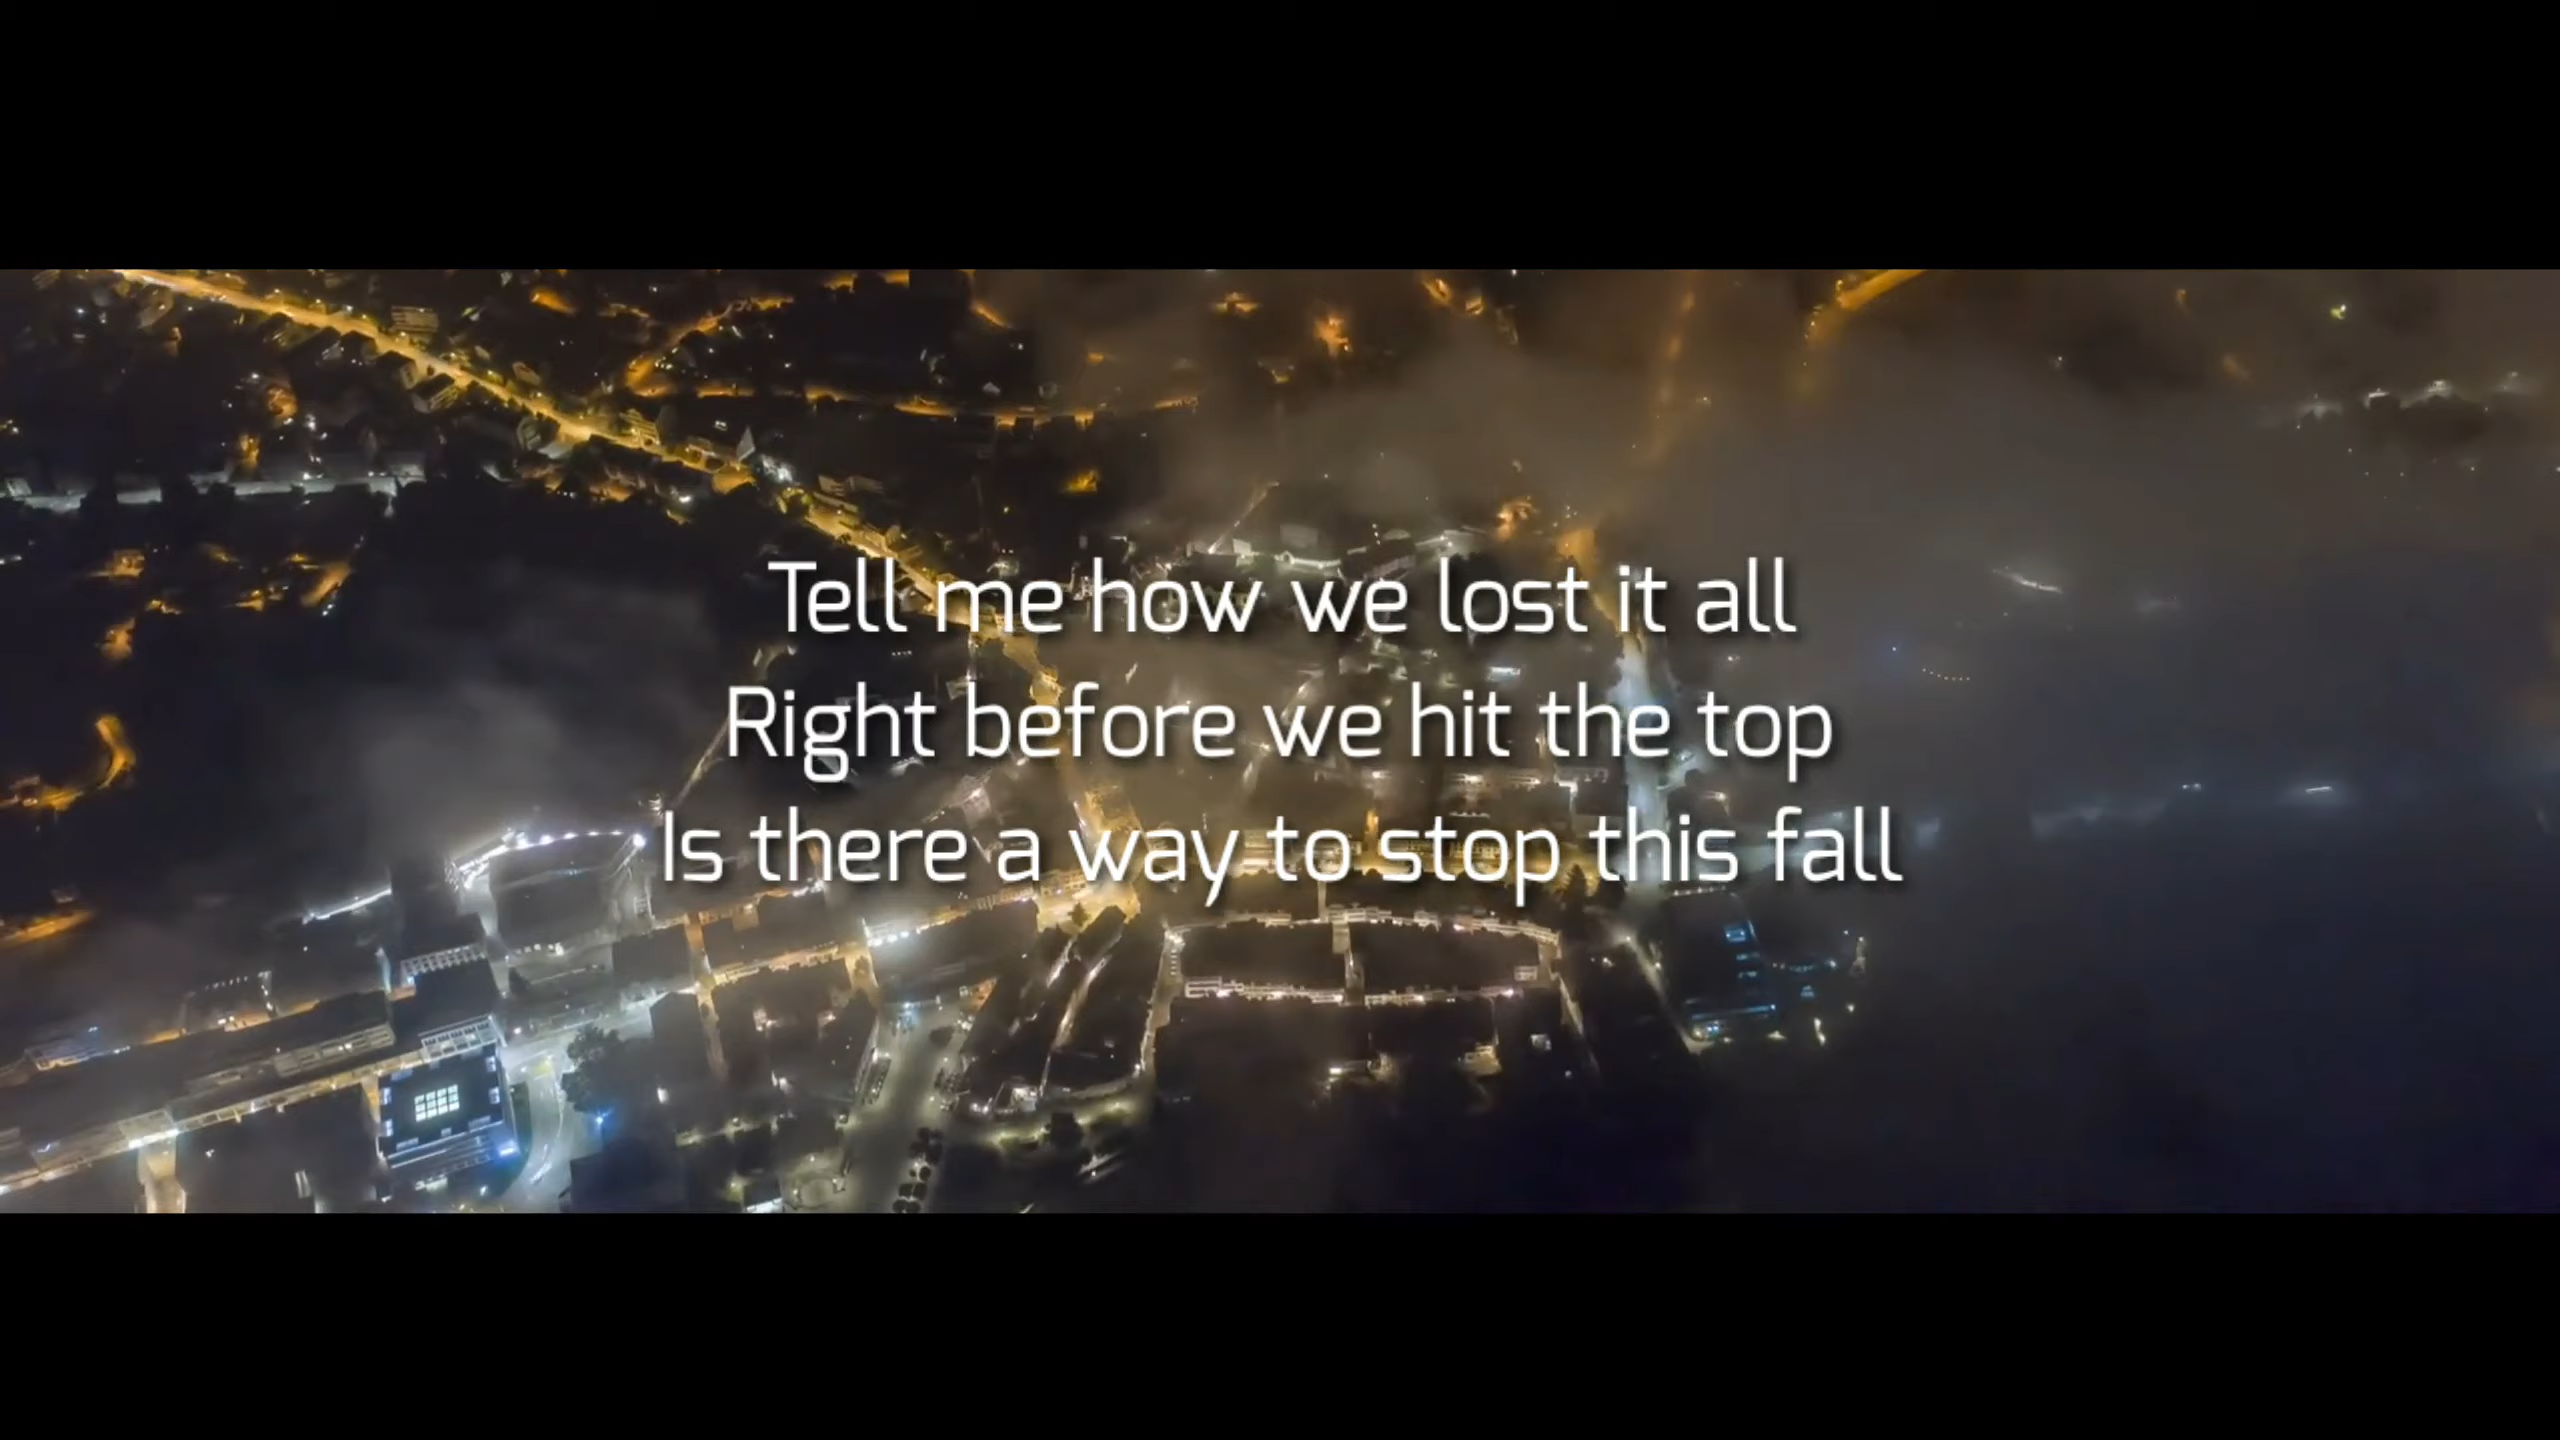 Tell me how we lost it all
Right before we hit the top
Is there a way to stop this fall